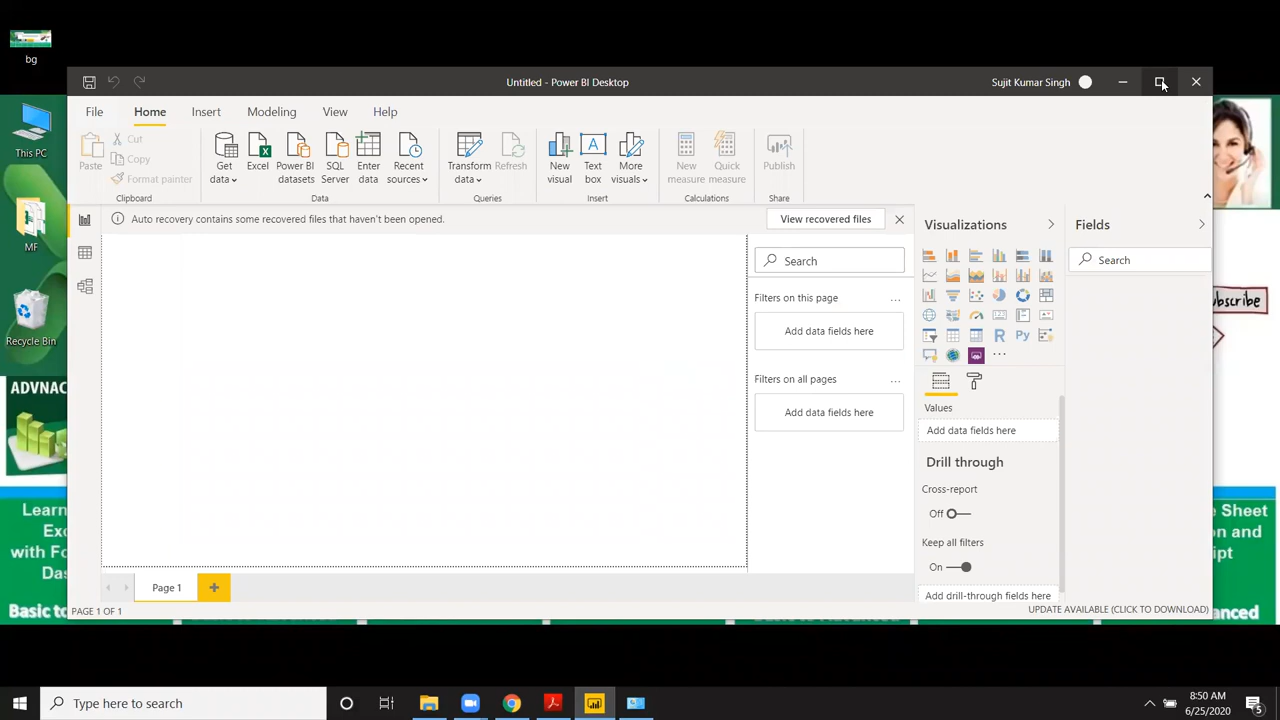 bg
This PC
MF
Recycle Bin
ADVNAC
Learn
Exc
with Fo
Das
Basic to
Untitled - Power BI Desktop
Sujit Kumar Singh
File
Home
Insert
Modeling
View
Help
Paste
Cut
Copy
Format painter
Clipboard
Get
data
Excel
Power BI
datasets
SQL
Server
Enter
data
Recent
sources
Data
Transform
data
Refresh
Queries
New
visual
Text
box
More
visuals
Insert
New
measure
Quick
measure
Calculations
Publish
Share
Auto recovery contains some recovered files that haven't been opened.
View recovered files
Search
Filters on this page
...
Add data fields here
Filters on all pages
...
Add data fields here
Visualizations
R
Py
...
Values
Add data fields here
Drill through
Cross-report
Off
Keep all filters
On
Add drill-through fields here
Fields
Search
Page 1
PAGE 1 OF 1
UPDATE AVAILABLE (CLICK TO DOWNLOAD)
ubscribe
e Sheet
on and
ipt
anced
Type here to search
8:50 AM
6/25/2020
5